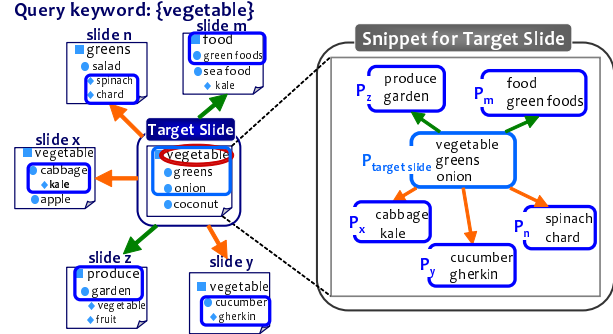 Query keyword: {vegetable}
slide n
greens
salad
spinach
chard
slide m
food
green foods
sea food
kale
slide x
vegetable
cabbage
kale
apple
Target Slide
vegetable
greens
onion
coconut
slide z
produce
garden
vegetable
fruit
slide y
vegetable
cucumber
gherkin
Snippet for Target Slide
Pz
produce
garden
Pm
food
green foods
Ptarget slide
vegetable
greens
onion
Px
cabbage
kale
Py
cucumber
gherkin
Pn
spinach
chard